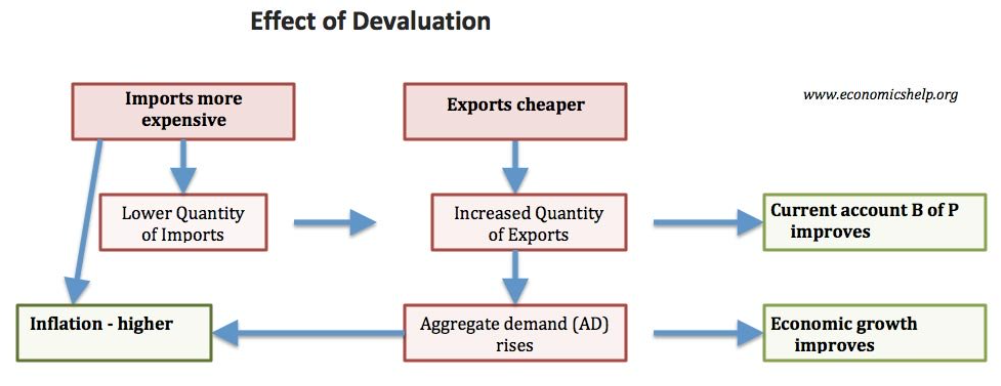 Effect of Devaluation
Imports more
expensive
Exports cheaper
www.economicshelp.org
Lower Quantity
of Imports
Increased Quantity
of Exports
Current account B of P
improves
Inflation - higher
Aggregate demand (AD)
rises
Economic growth
improves